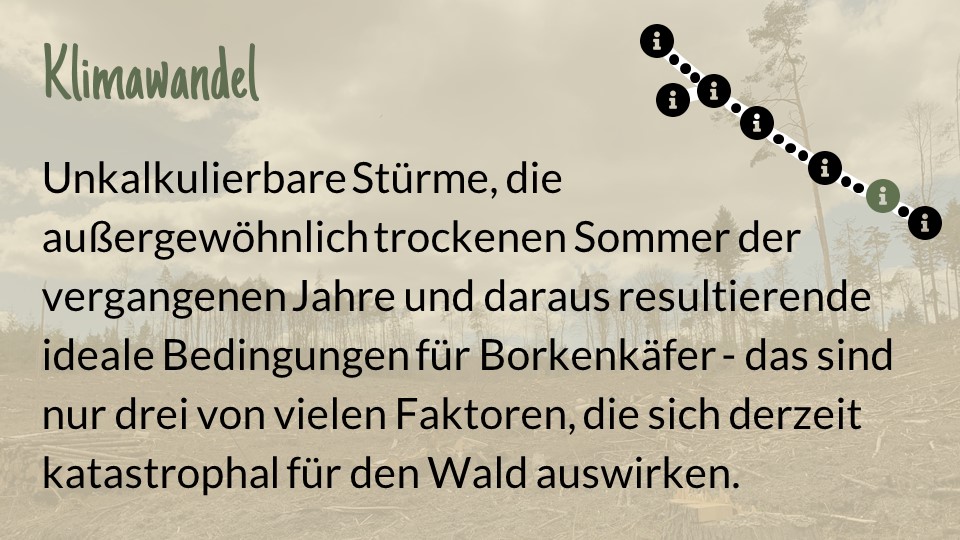 Klimawandel
Unkalkulierbare Stürme, die
außergewöhnlich trockenen Sommer der
vergangenen Jahre und daraus resultierende
ideale Bedingungen für Borkenkäfer - das sind
nur drei von vielen Faktoren, die sich derzeit
katastrophal für den Wald auswirken.